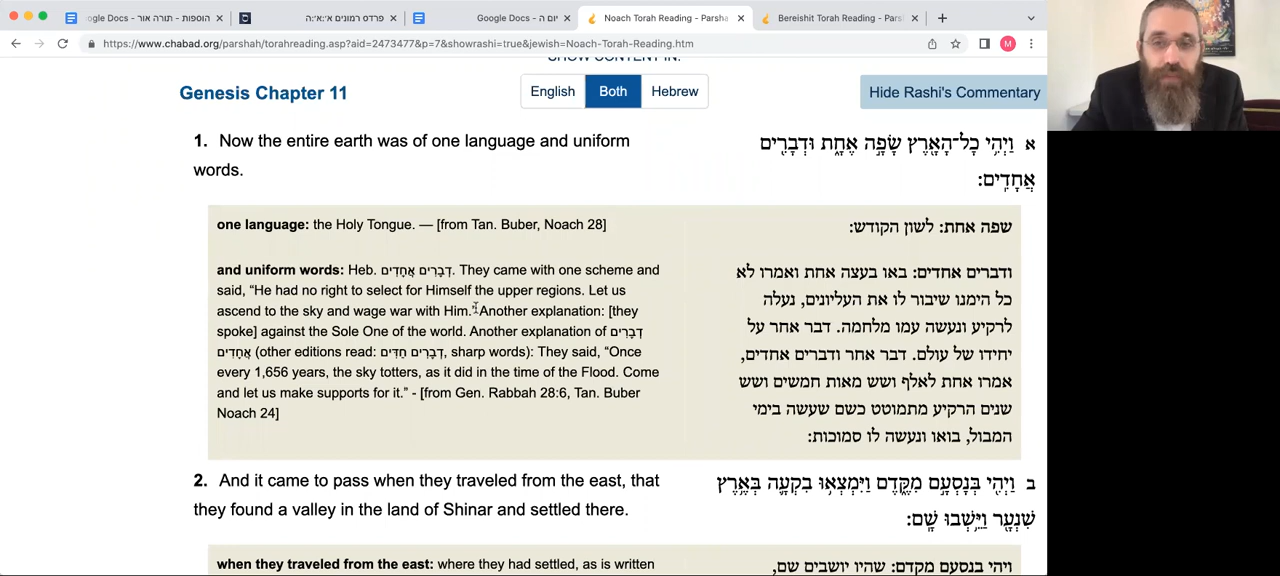 הוספות - תורה אור - Google Docs
פרדס רמונים א׳:א׳:ה
יום ה - Google Docs
Noach Torah Reading - Parsha
Bereishit Torah Reading - Pars
https://www.chabad.org/parshah/torahreading.asp?aid=2473477&p=7&showrashi=true&jewish=Noach-Torah-Reading.htm
M
SHOW CONTENT IN:
Genesis Chapter 11
English Both Hebrew
Hide Rashi's Commentary
1. Now the entire earth was of one language and uniform
words.
א וַיְהִ֥י כָל־הָאָ֖רֶץ שָׂפָ֣ה אֶחָ֑ת וּדְבָרִ֖ים
אֲחָדִֽים:
one language: the Holy Tongue. — [from Tan. Buber, Noach 28]
שפה אחת: לשון הקודש:
and uniform words: Heb. דְבָרִים אֲחָדִים. They came with one scheme and
said, “He had no right to select for Himself the upper regions. Let us
ascend to the sky and wage war with Him.” Another explanation: [they
spoke] against the Sole One of the world. Another explanation of דְבָרִים
אֲחָדִים (other editions read: דְבָרִים חַדִּים, sharp words): They said, “Once
every 1,656 years, the sky totters, as it did in the time of the Flood. Come
and let us make supports for it.” - [from Gen. Rabbah 28:6, Tan. Buber
Noach 24]
ודברים אחדים: באו בעצה אחת ואמרו לא
כל הימנו שיבור לו את העליונים, נעלה
לרקיע ונעשה עמו מלחמה. דבר אחר על
יחידו של עולם. דבר אחר ודברים אחדים,
אמרו אחת לאלף ושש מאות חמשים ושש
שנים הרקיע מתמוטט כשם שעשה בימי
המבול, בואו ונעשה לו סמוכות:
2. And it came to pass when they traveled from the east, that
they found a valley in the land of Shinar and settled there.
ב וַיְהִ֖י בְּנָסְעָ֣ם מִקֶּ֑דֶם וַיִּמְצְא֥וּ בִקְעָ֛ה בְּאֶ֥רֶץ
שִׁנְעָ֖ר וַיֵּ֥שְׁבוּ שָֽׁם:
when they traveled from the east: where they had settled, as is written
ויהי בנסעם מקדם: שהיו יושבים שם,